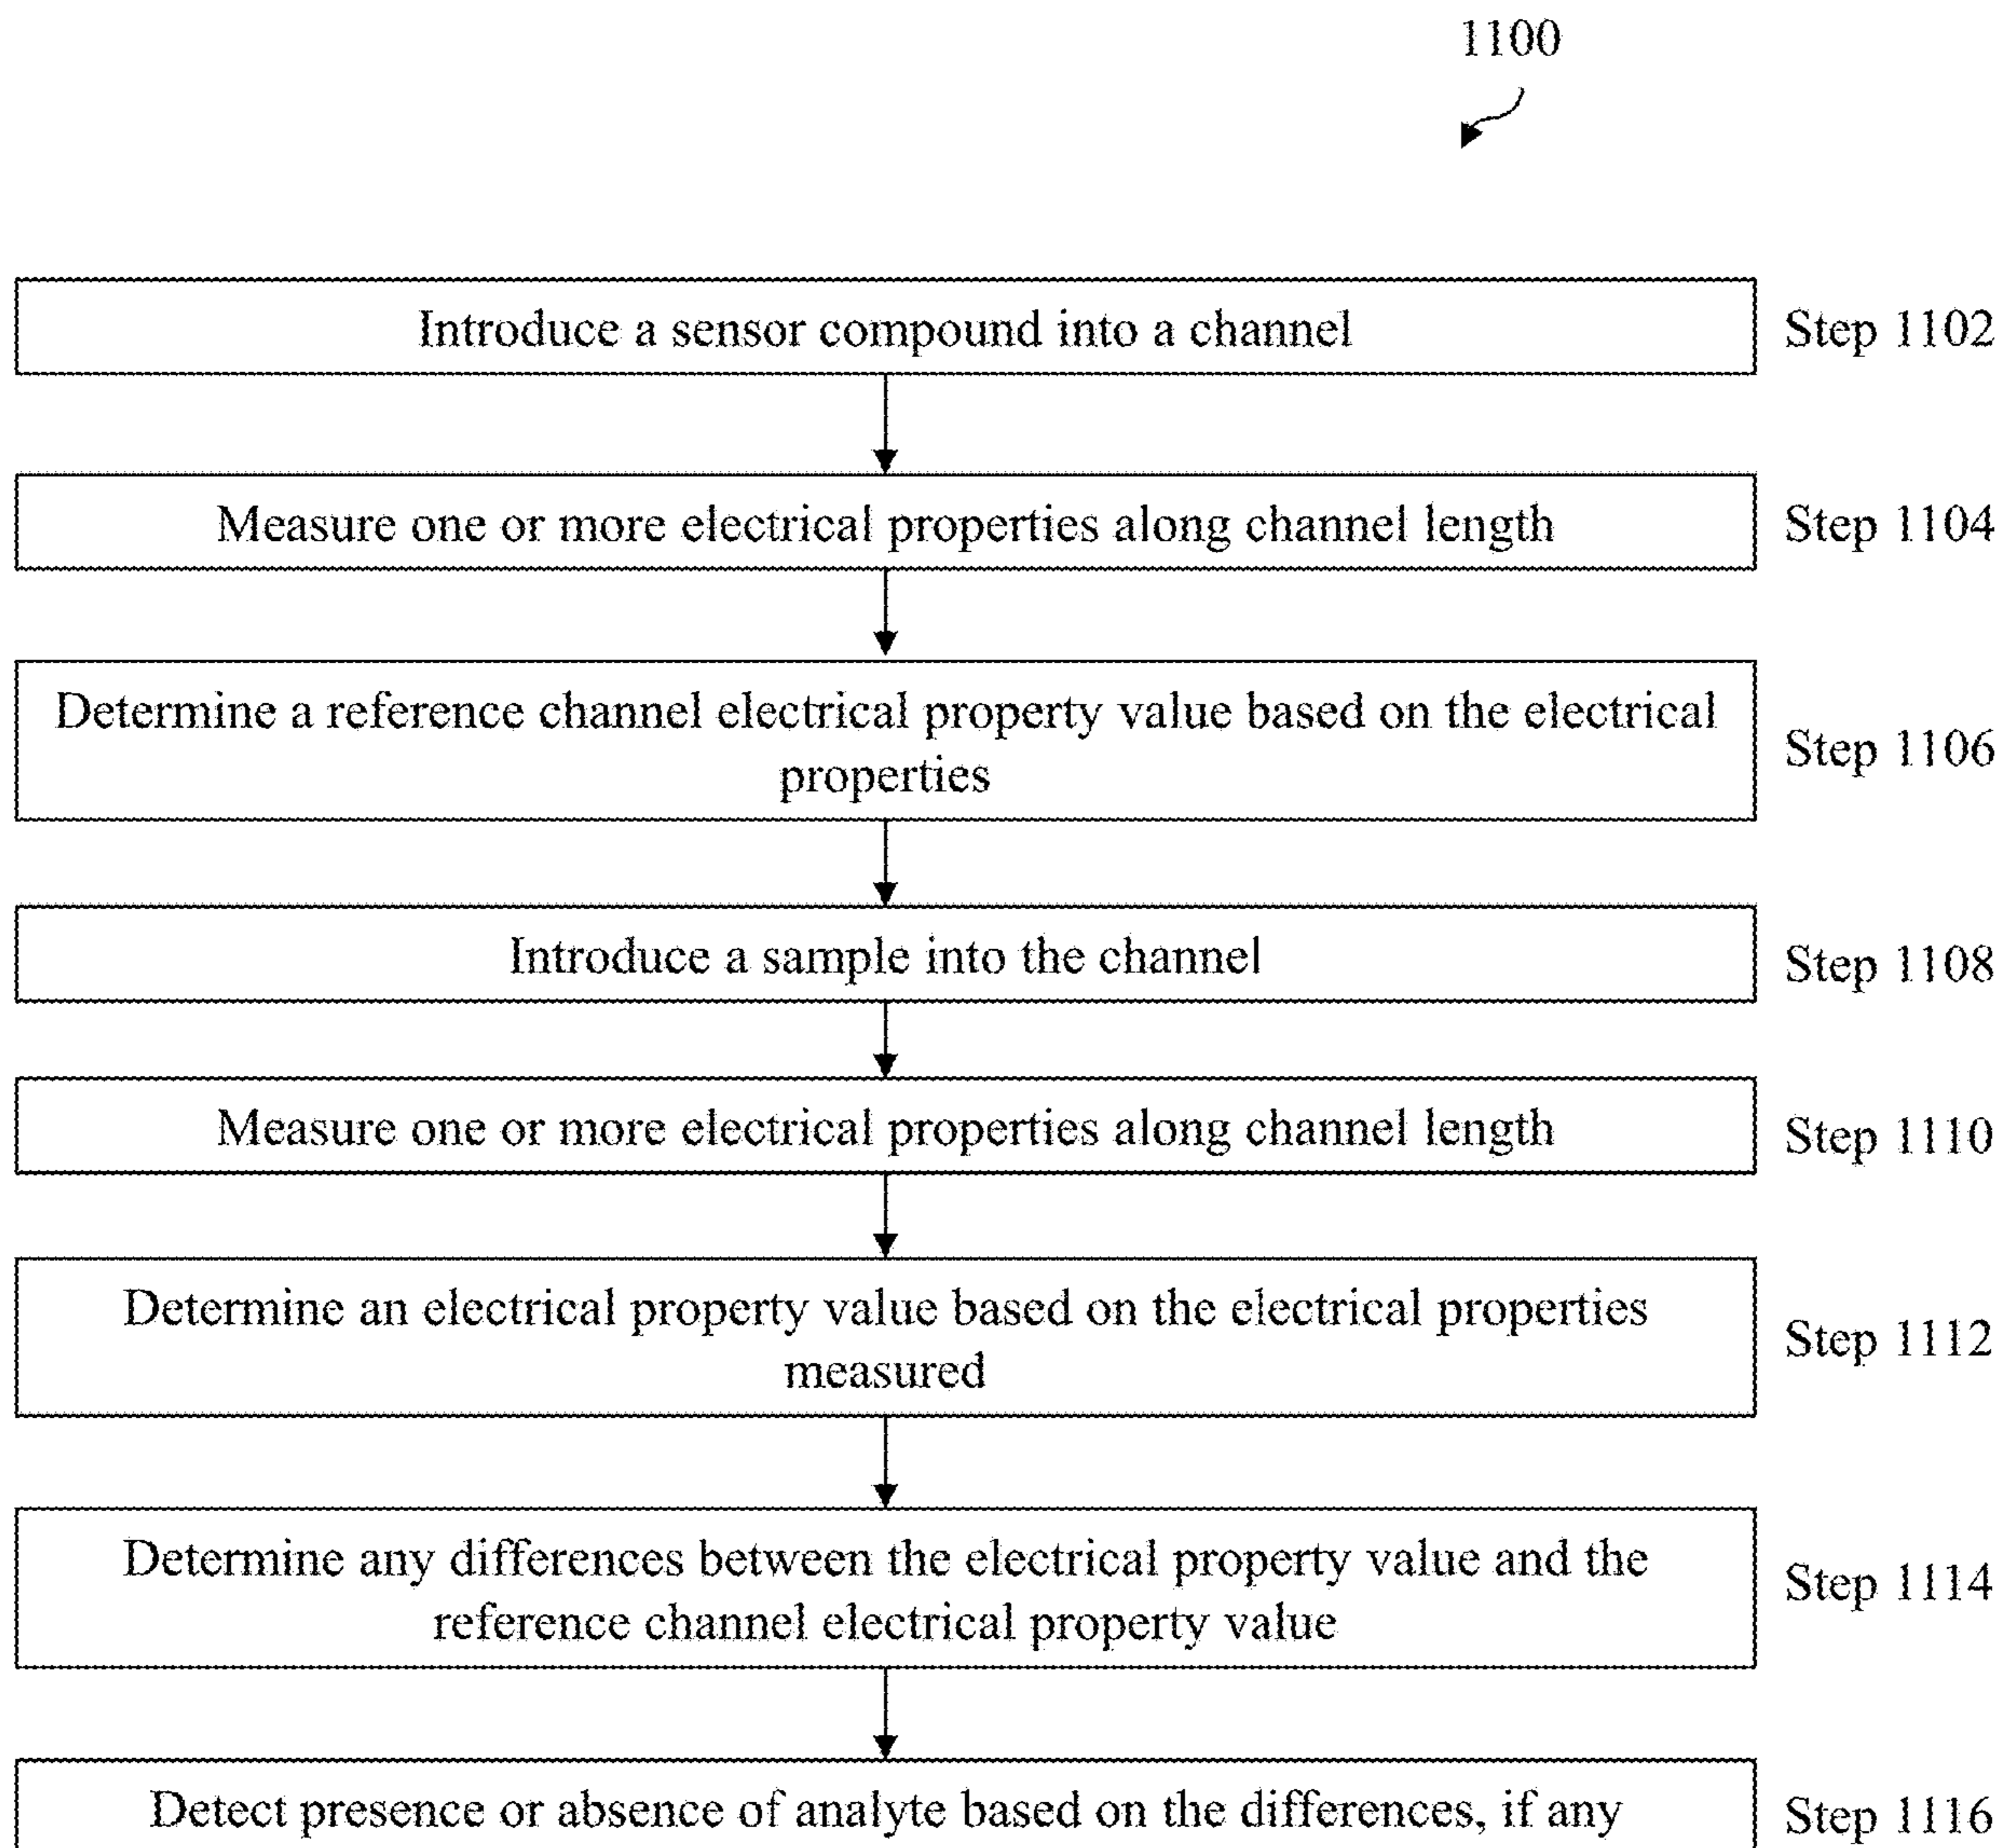 1100
Introduce a sensor compound into a channel
Step 1102
Measure one or more electrical properties along channel length
Step 1104
Determine a reference channel electrical property value based on the electrical
properties
Step 1106
Introduce a sample into the channel
Step 1108
Measure one or more electrical properties along channel length
Step 1110
Determine an electrical property value based on the electrical properties
measured
Step 1112
Determine any differences between the electrical property value and the
reference channel electrical property value
Step 1114
Detect presence or absence of analyte based on the differences, if any
Step 1116